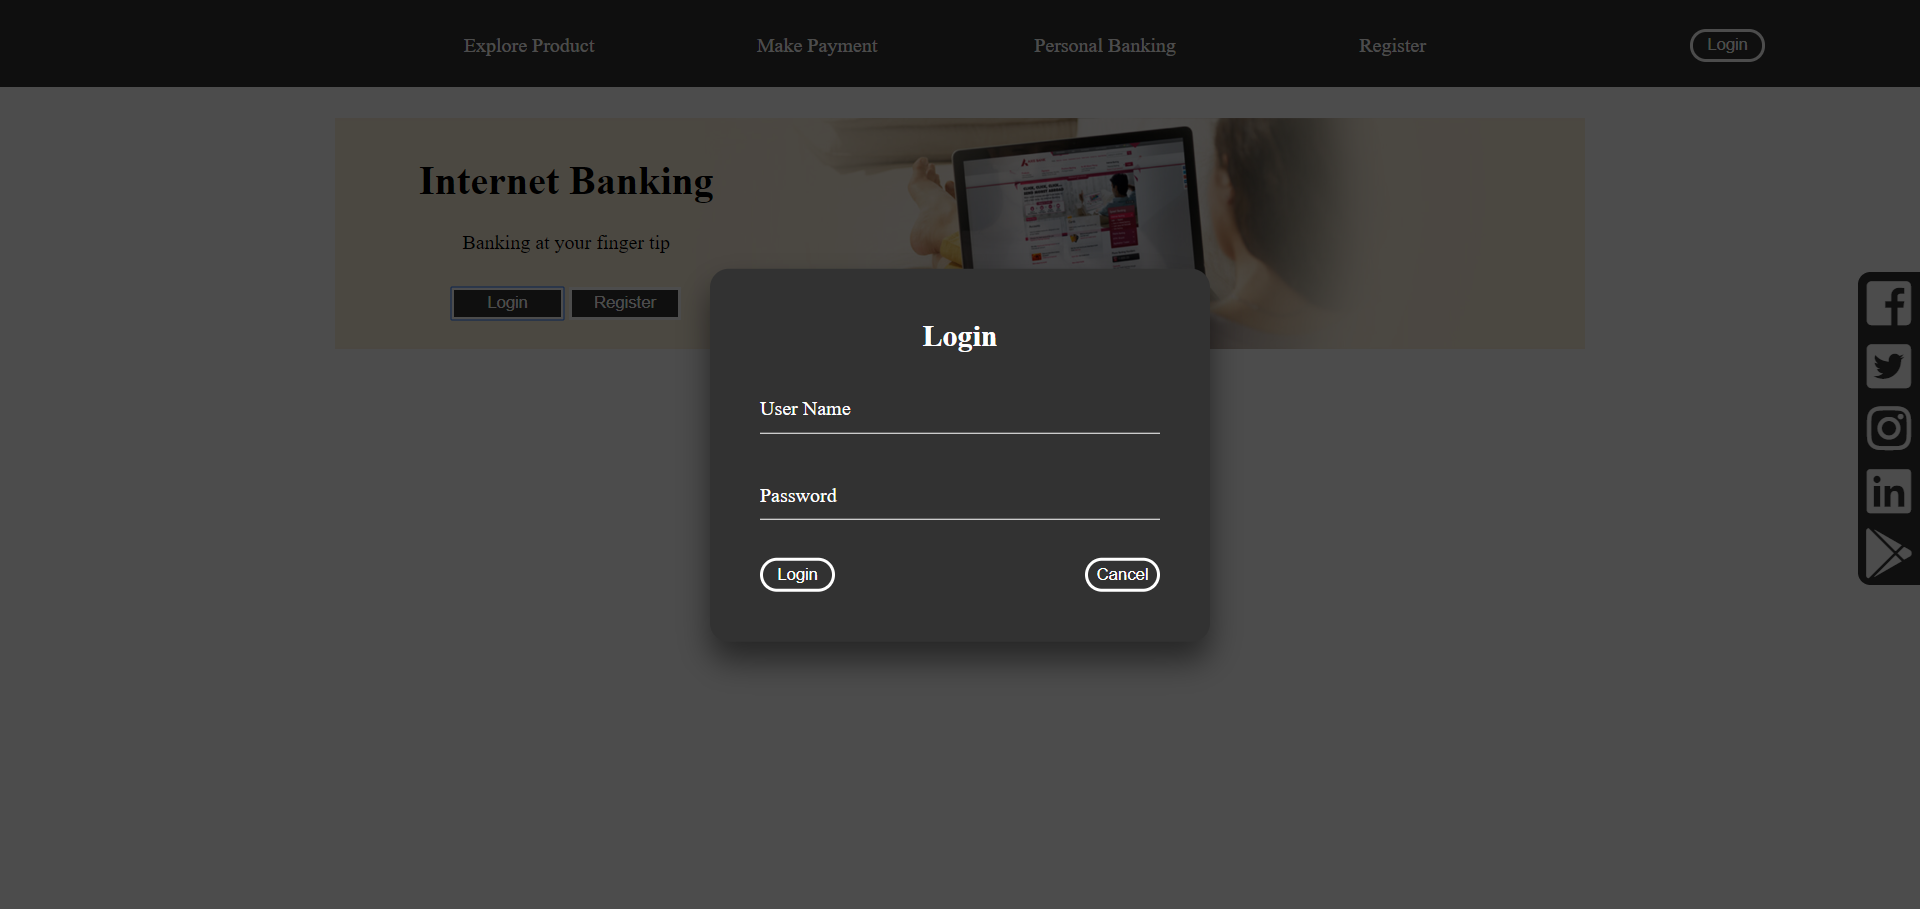 Explore Product
Make Payment
Personal Banking
Register
Login
Internet Banking
Banking at your finger tip
Login
Register
Login
User Name
Password
Login
Cancel